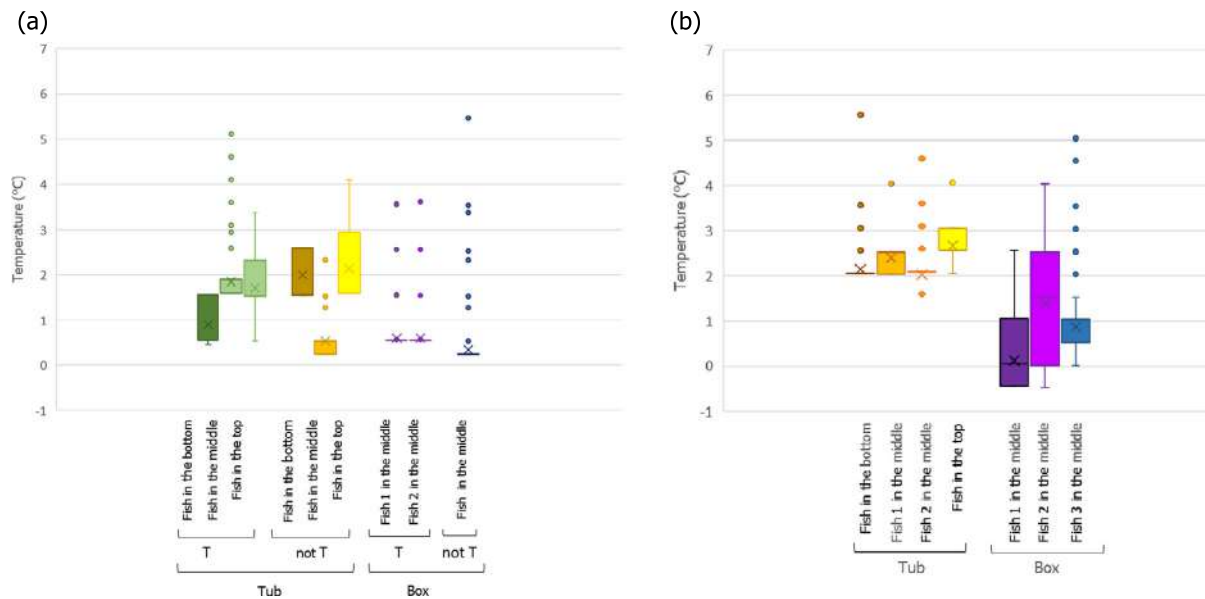 (a)
7
6
5
4
3
2
1
0
-1
Temperature (°C)
Fish in the bottom
Fish in the middle
Fish in the top
Fish in the bottom
Fish in the middle
Fish in the top
Fish 1 in the middle
Fish 2 in the middle
Fish in the middle
T
not T
T
not T
Tub
Box
(b)
7
6
5
4
3
2
1
0
-1
Temperature (°C)
Fish in the bottom
Fish 1 in the middle
Fish 2 in the middle
Fish in the top
Fish 1 in the middle
Fish 2 in the middle
Fish 3 in the middle
Tub
Box